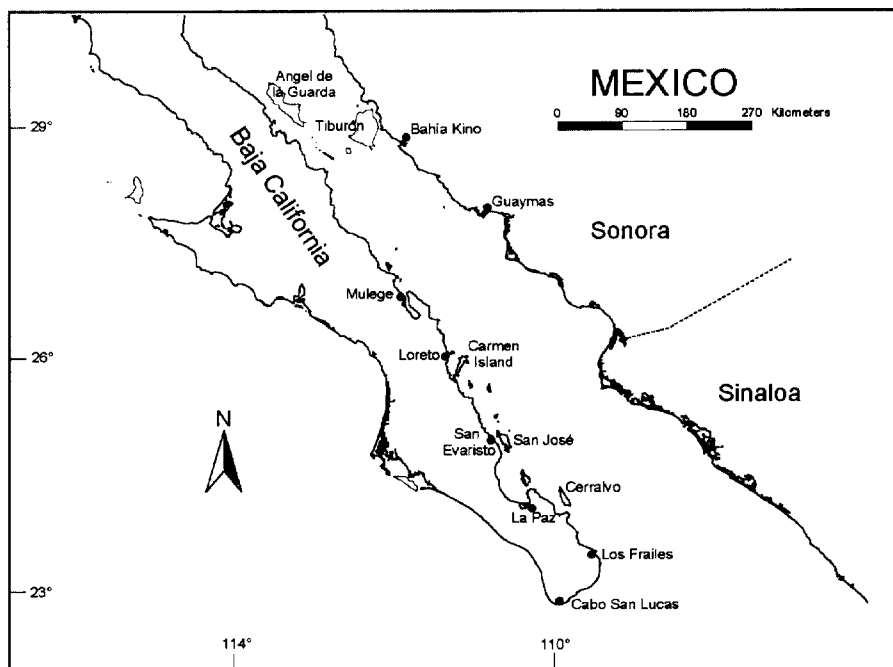 MEXICO
0 90 180 270 Kilometers
Angel de
la Guarda
Tiburón
Bahía Kino
29°
Baja California
Guaymas
Sonora
Mulege
Loreto
Carmen
Island
26°
Sinaloa
N
San
Evaristo
San José
Cerralvo
La Paz
Los Frailes
23°
Cabo San Lucas
114°
110°